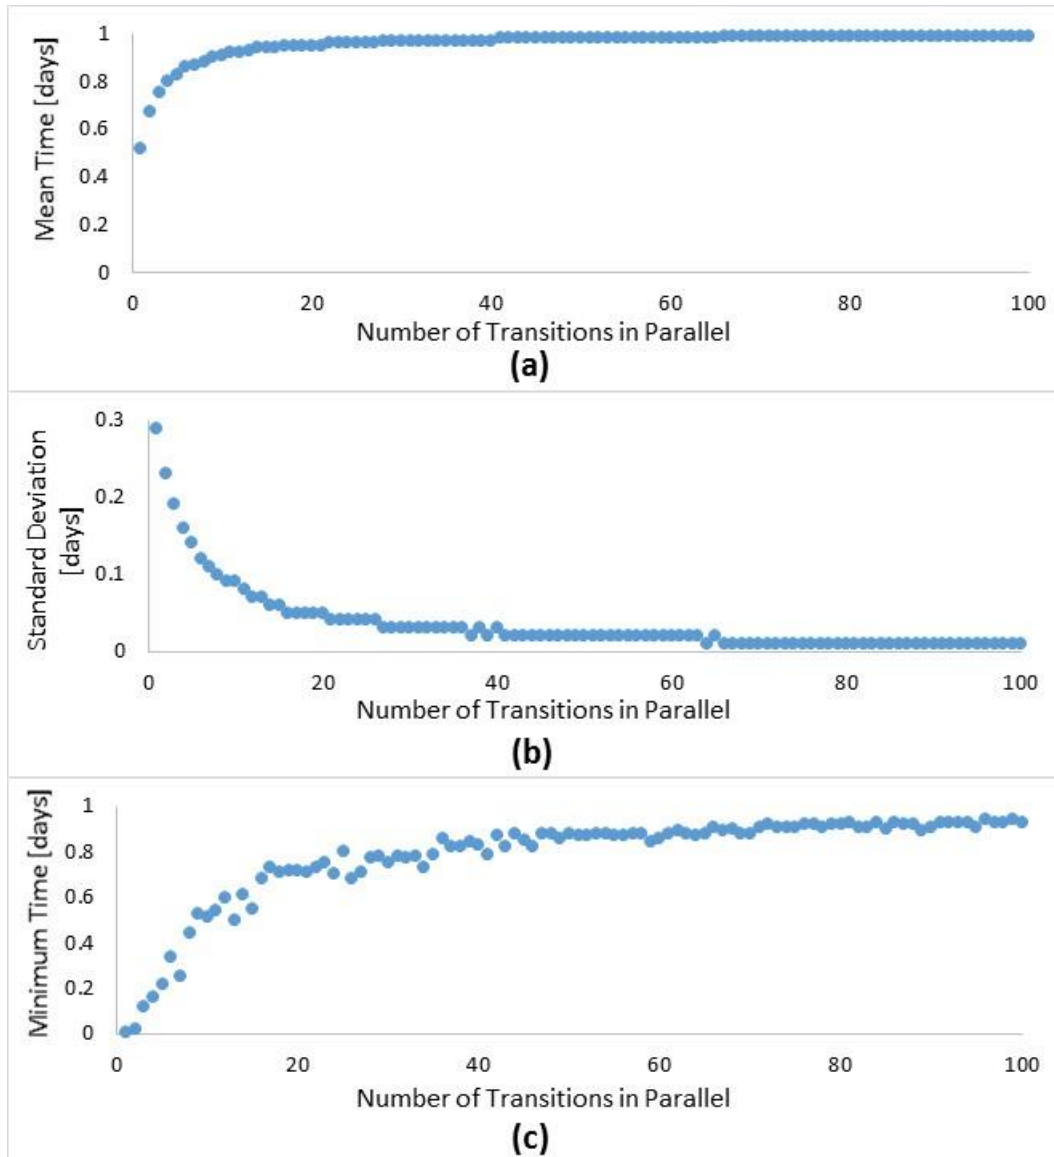 1
0.8
0.6
0.4
0.2
0
Mean Time [days]
0 20 40 60 80 100
Number of Transitions in Parallel
(a)
0.3
0.2
0.1
0
Standard Deviation
[days]
0 20 40 60 80 100
Number of Transitions in Parallel
(b)
1
0.8
0.6
0.4
0.2
0
Minimum Time [days]
0 20 40 60 80 100
Number of Transitions in Parallel
(c)